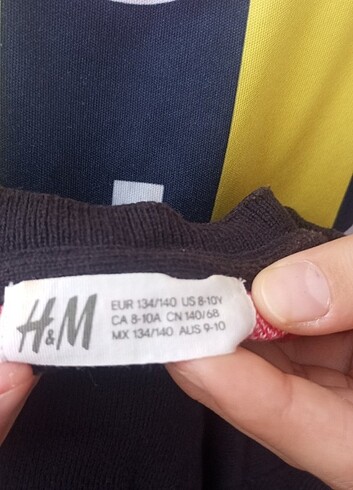 H&M
EUR 134/140 US 8-10Y
CA 8-10A CN 140/68
MX 134/140 AUS 9-10